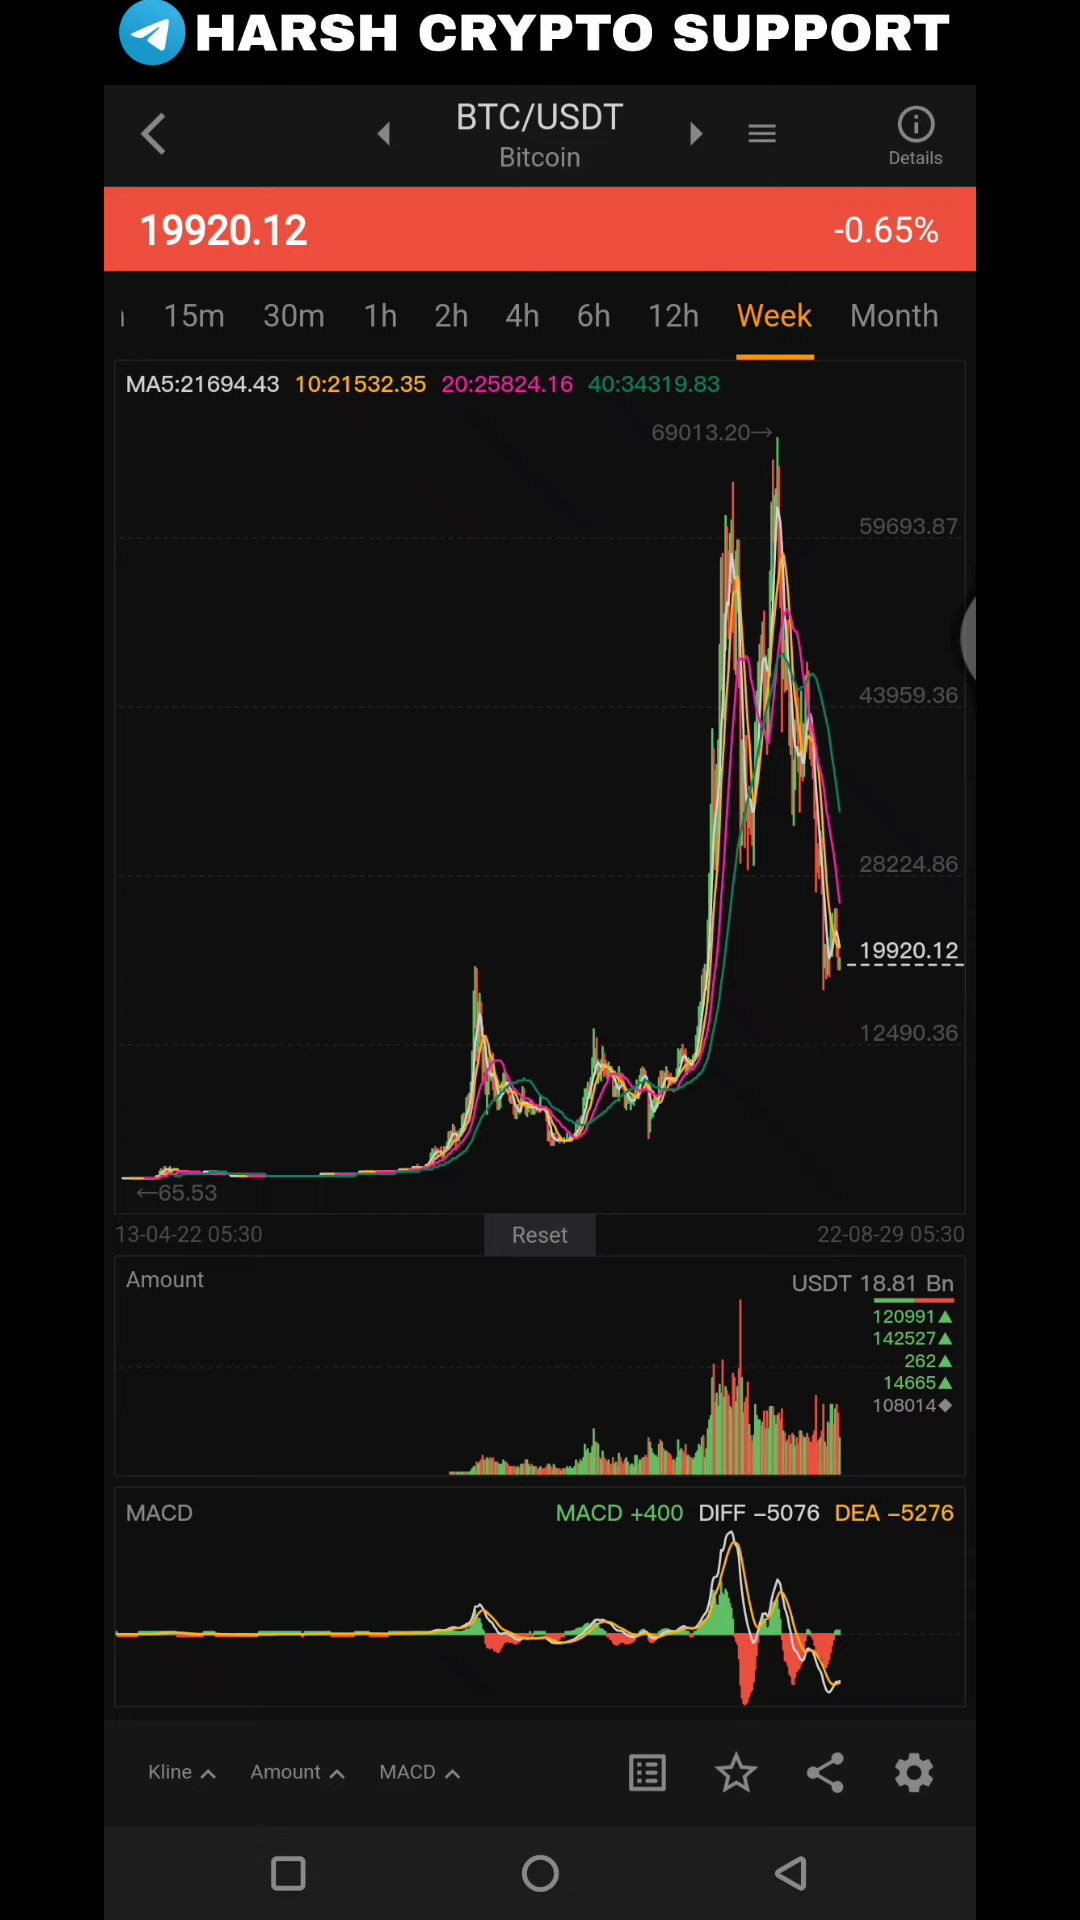 HARSH CRYPTO SUPPORT
BTC/USDT
Bitcoin
Details
19920.12 -0.65%
15m 30m 1h 2h 4h 6h 12h Week Month
MA5:21694.43 10:21532.35 20:25824.16 40:34319.83
69013.20→
59693.87
43959.36
28224.86
19920.12
12490.36
←65.53
13-04-22 05:30 Reset 22-08-29 05:30
Amount USDT 18.81 Bn
120991▲
142527▲
262▲
14665▲
108014◆
MACD MACD +400 DIFF −5076 DEA −5276
Kline Amount MACD